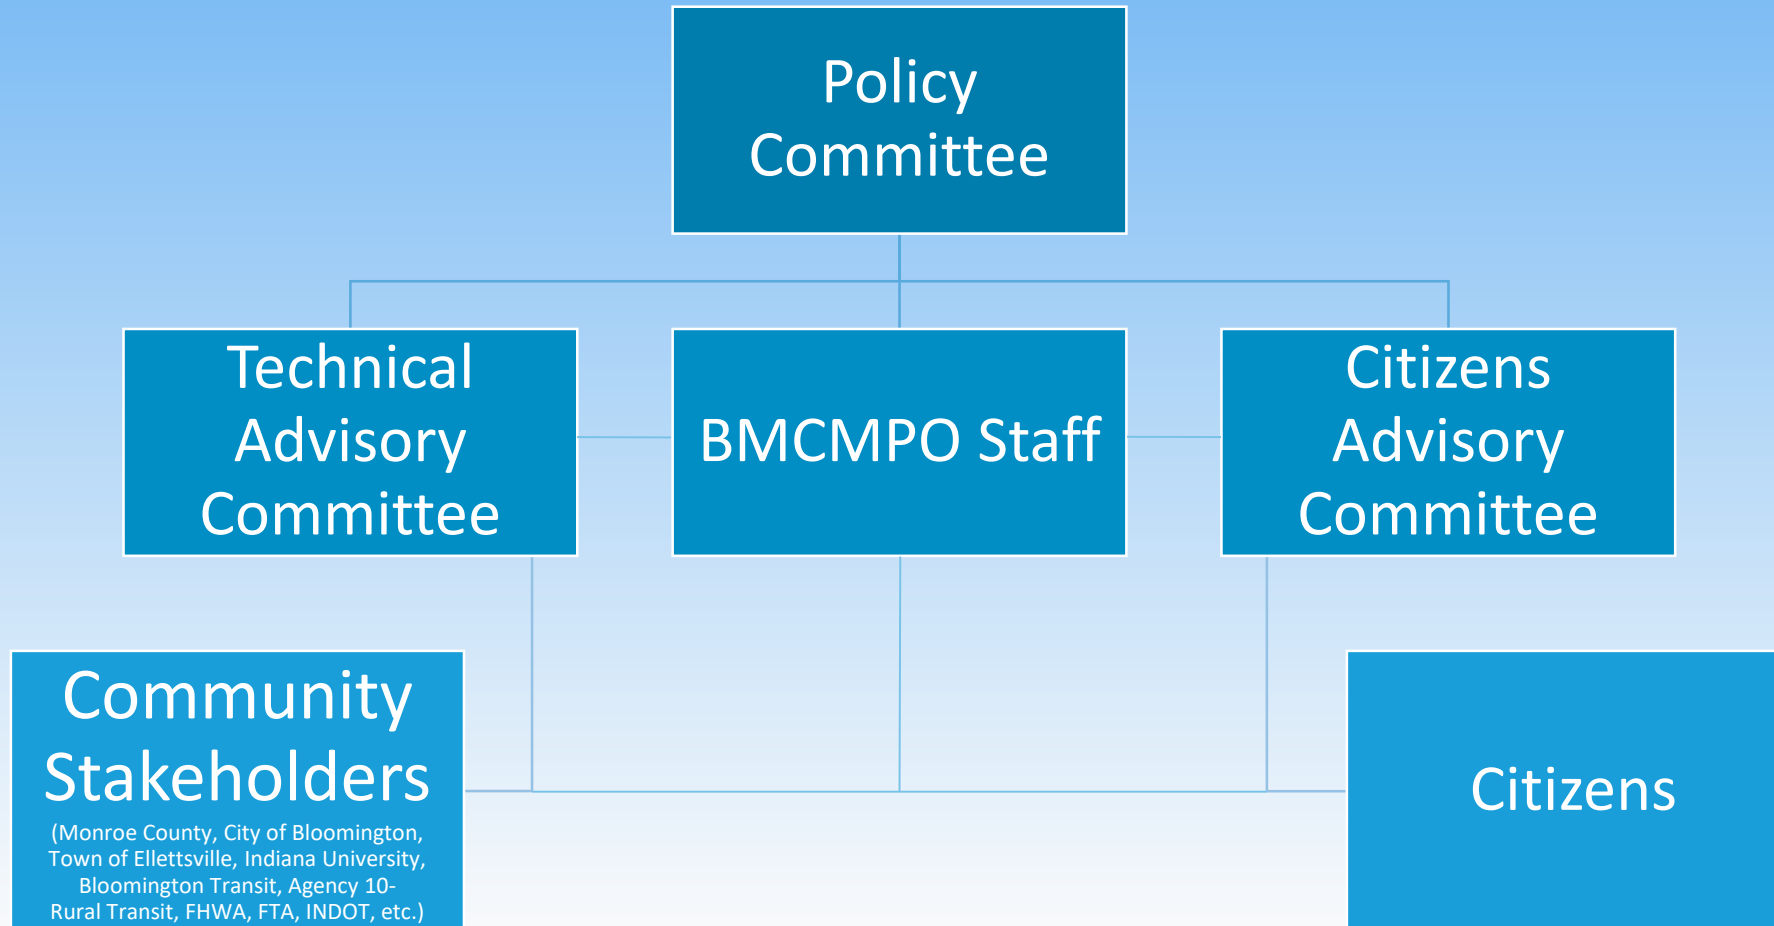 Policy
Committee
Technical
Advisory
Committee
BMCMPO Staff
Citizens
Advisory
Committee
Community
Stakeholders
(Monroe County, City of Bloomington,
Town of Ellettsville, Indiana University,
Bloomington Transit, Agency 10-
Rural Transit, FHWA, FTA, INDOT, etc.)
Citizens